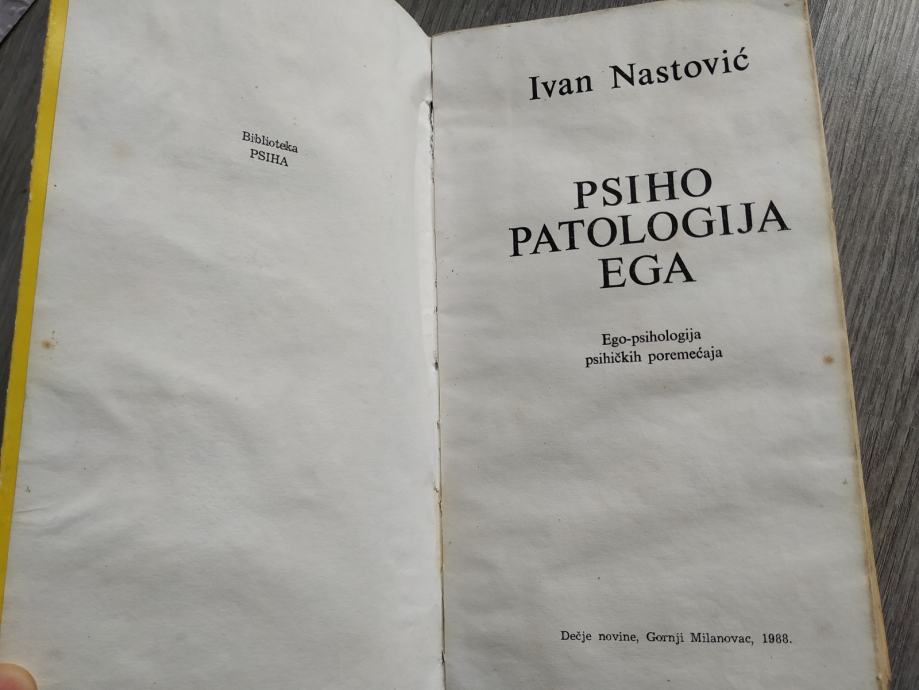 Biblioteka
PSIHA
Ivan Nastović
PSIHO
PATOLOGIJA
EGA
Ego-psihologija
psihičkih poremećaja
Dečje novine, Gornji Milanovac, 1988.